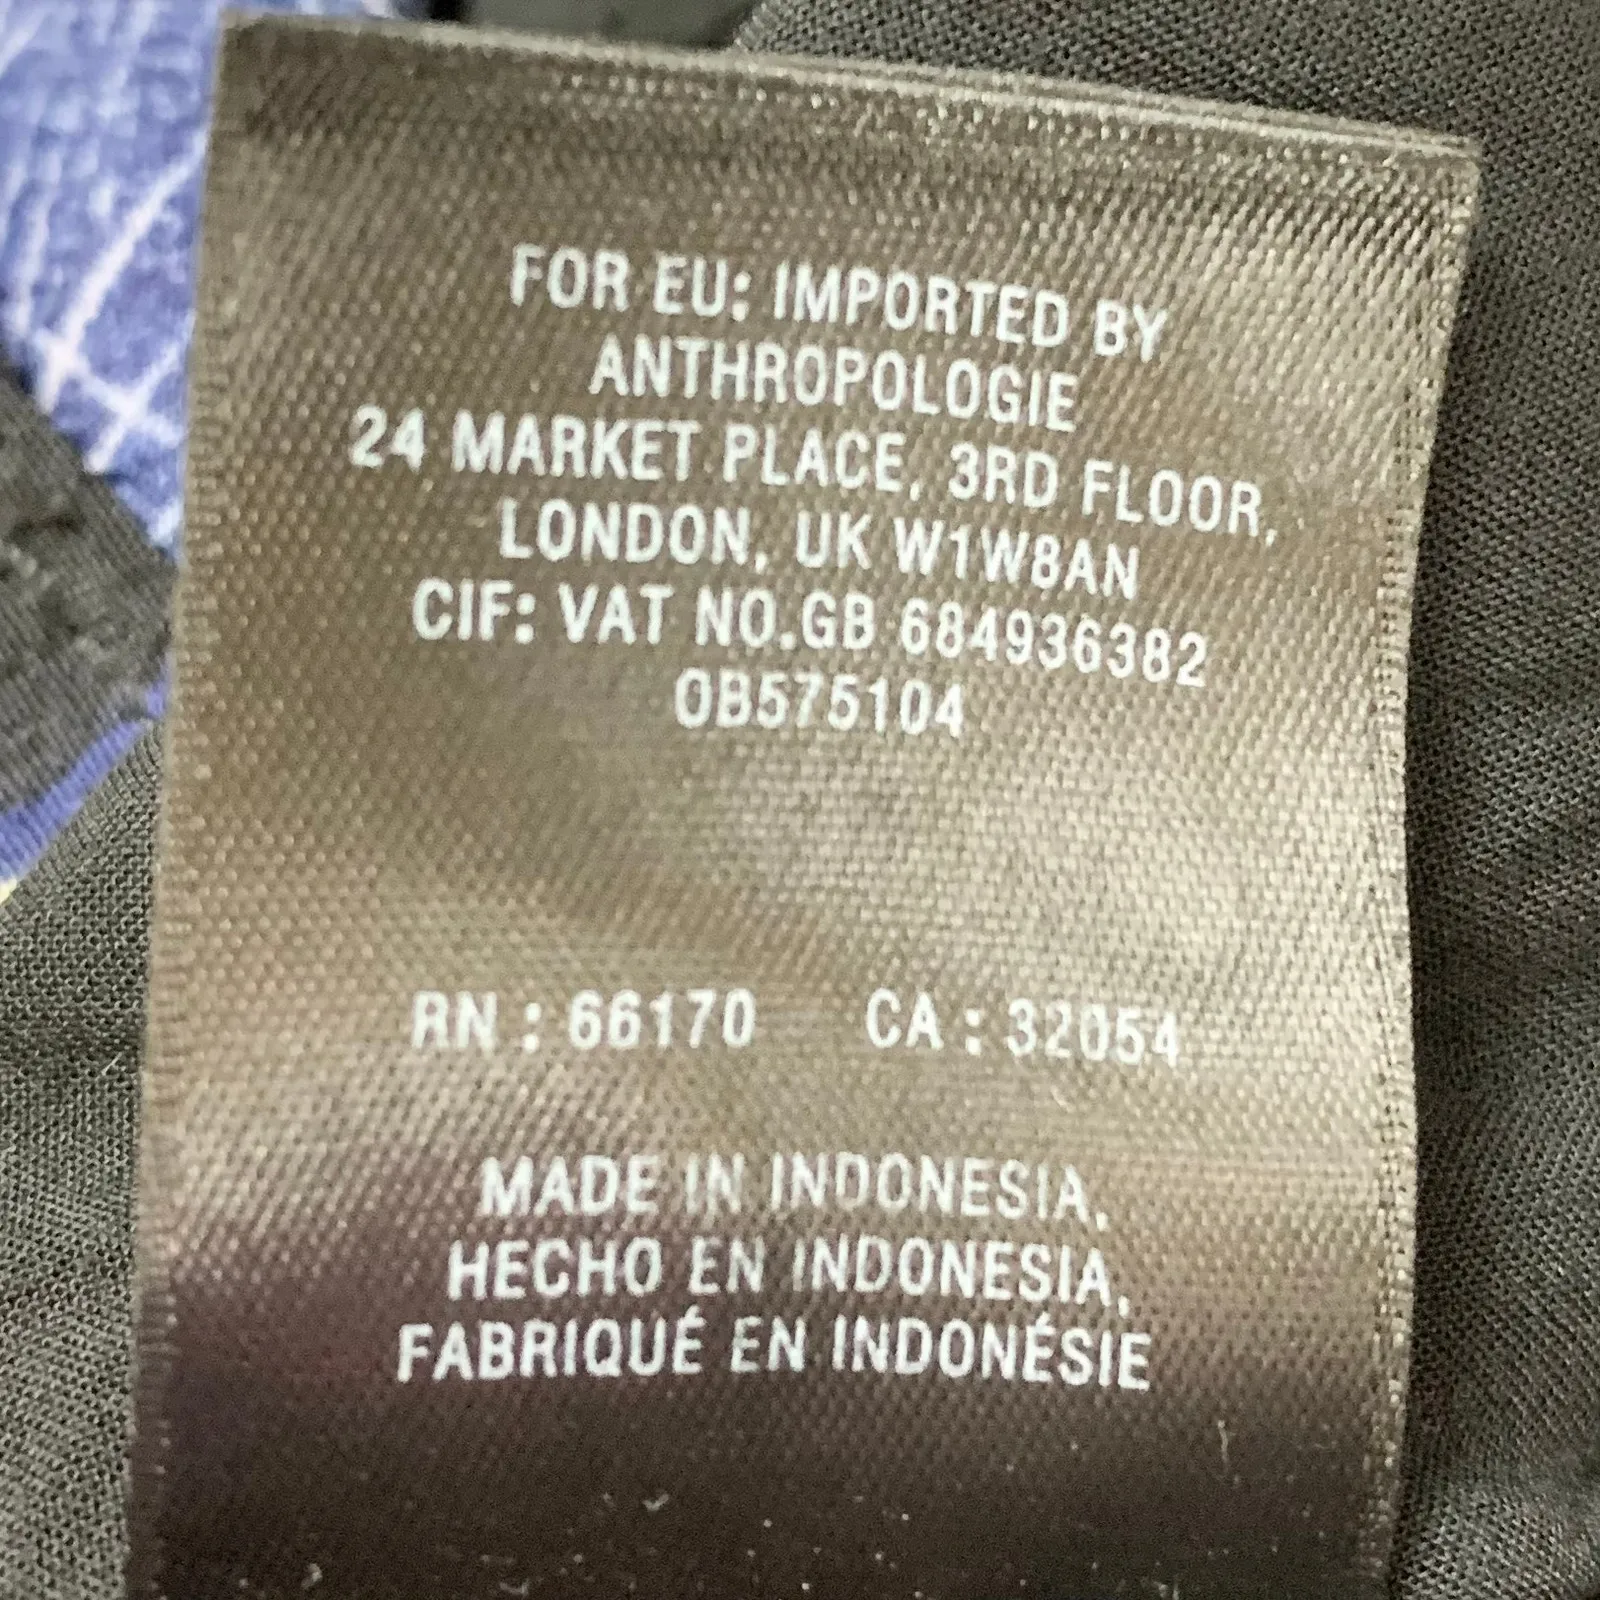 FOR EU: IMPORTED BY
ANTHROPOLOGIE
24 MARKET PLACE, 3RD FLOOR,
LONDON, UK W1W8AN
CIF: VAT NO.GB 684936382
0B575104
RN : 66170 CA : 32054
MADE IN INDONESIA,
HECHO EN INDONESIA,
FABRIQUÉ EN INDONÉSIE